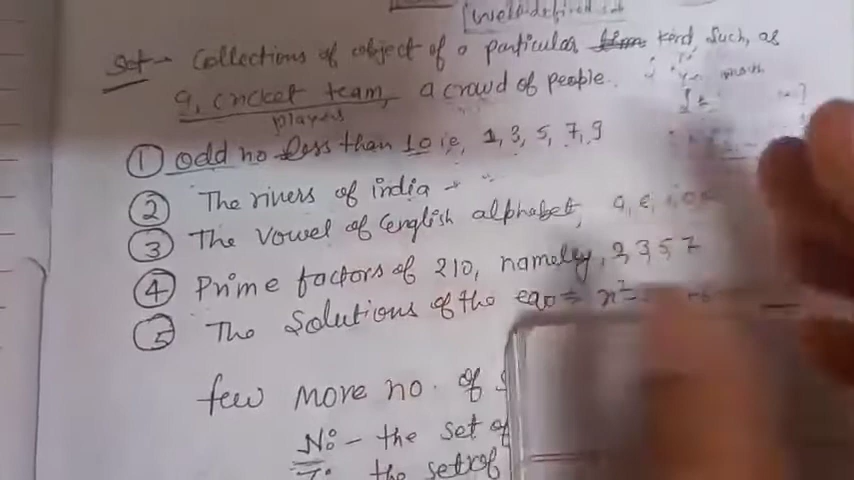 [Well-defined
Set - Collections of object of a particular kind, such, as
a, cricket team, a crowd of people.
players
① odd no less than 10 ie, 1, 3, 5, 7, 9
② The rivers of india
③ The vowel of English alphabet, a, e, i, o
④ Prime factors of 210, namely, 2 3 5 7
⑤ The Solutions of the eqn =
few more no. of
N: - the set of
the set of